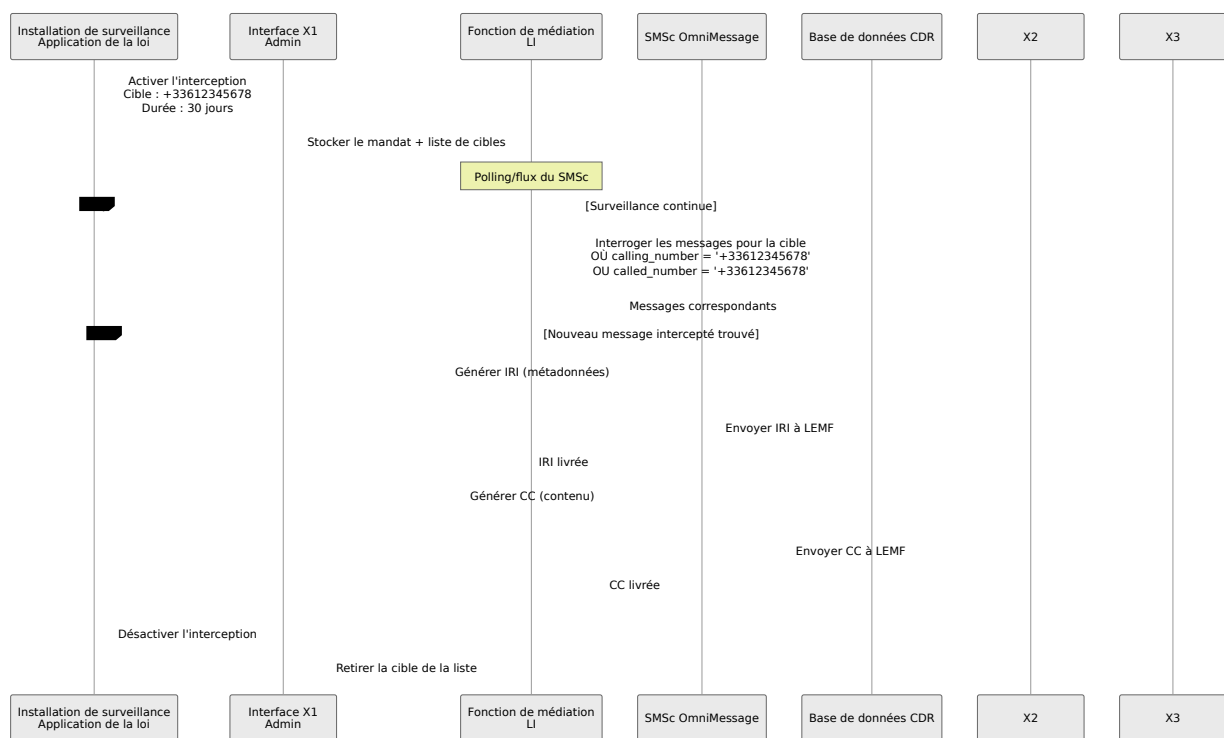 Installation de surveillance
Application de la loi
Interface X1
Admin
Fonction de médiation
LI
SMSc OmniMessage
Base de données CDR
X2
X3
Activer l'interception
Cible : +33612345678
Durée : 30 jours
Stocker le mandat + liste de cibles
Polling/flux du SMSc
[Surveillance continue]
Interroger les messages pour la cible
OÙ calling_number = '+33612345678'
OU called_number = '+33612345678'
Messages correspondants
[Nouveau message intercepté trouvé]
Générer IRI (métadonnées)
Envoyer IRI à LEMF
IRI livrée
Générer CC (contenu)
Envoyer CC à LEMF
CC livrée
Désactiver l'interception
Retirer la cible de la liste
Installation de surveillance
Application de la loi
Interface X1
Admin
Fonction de médiation
LI
SMSc OmniMessage
Base de données CDR
X2
X3